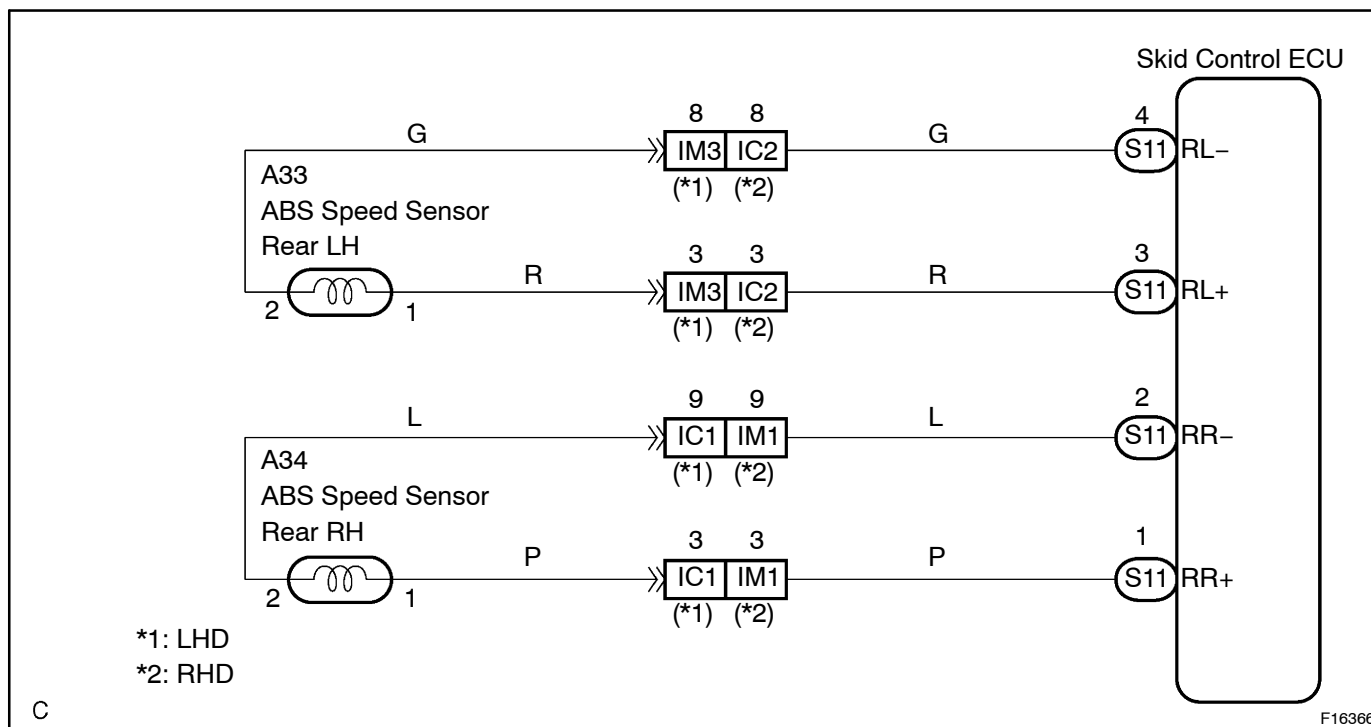 Skid Control ECU
8 8 4
G G
IM3 IC2 S11 RL−
(*1) (*2)
A33
ABS Speed Sensor
Rear LH
3 3 3
R R
IM3 IC2 S11 RL+
2 1
(*1) (*2)
9 9 2
L L
IC1 IM1 S11 RR−
(*1) (*2)
A34
ABS Speed Sensor
Rear RH
3 3 1
P P
IC1 IM1 S11 RR+
2 1
(*1) (*2)
*1: LHD
*2: RHD
C F16366